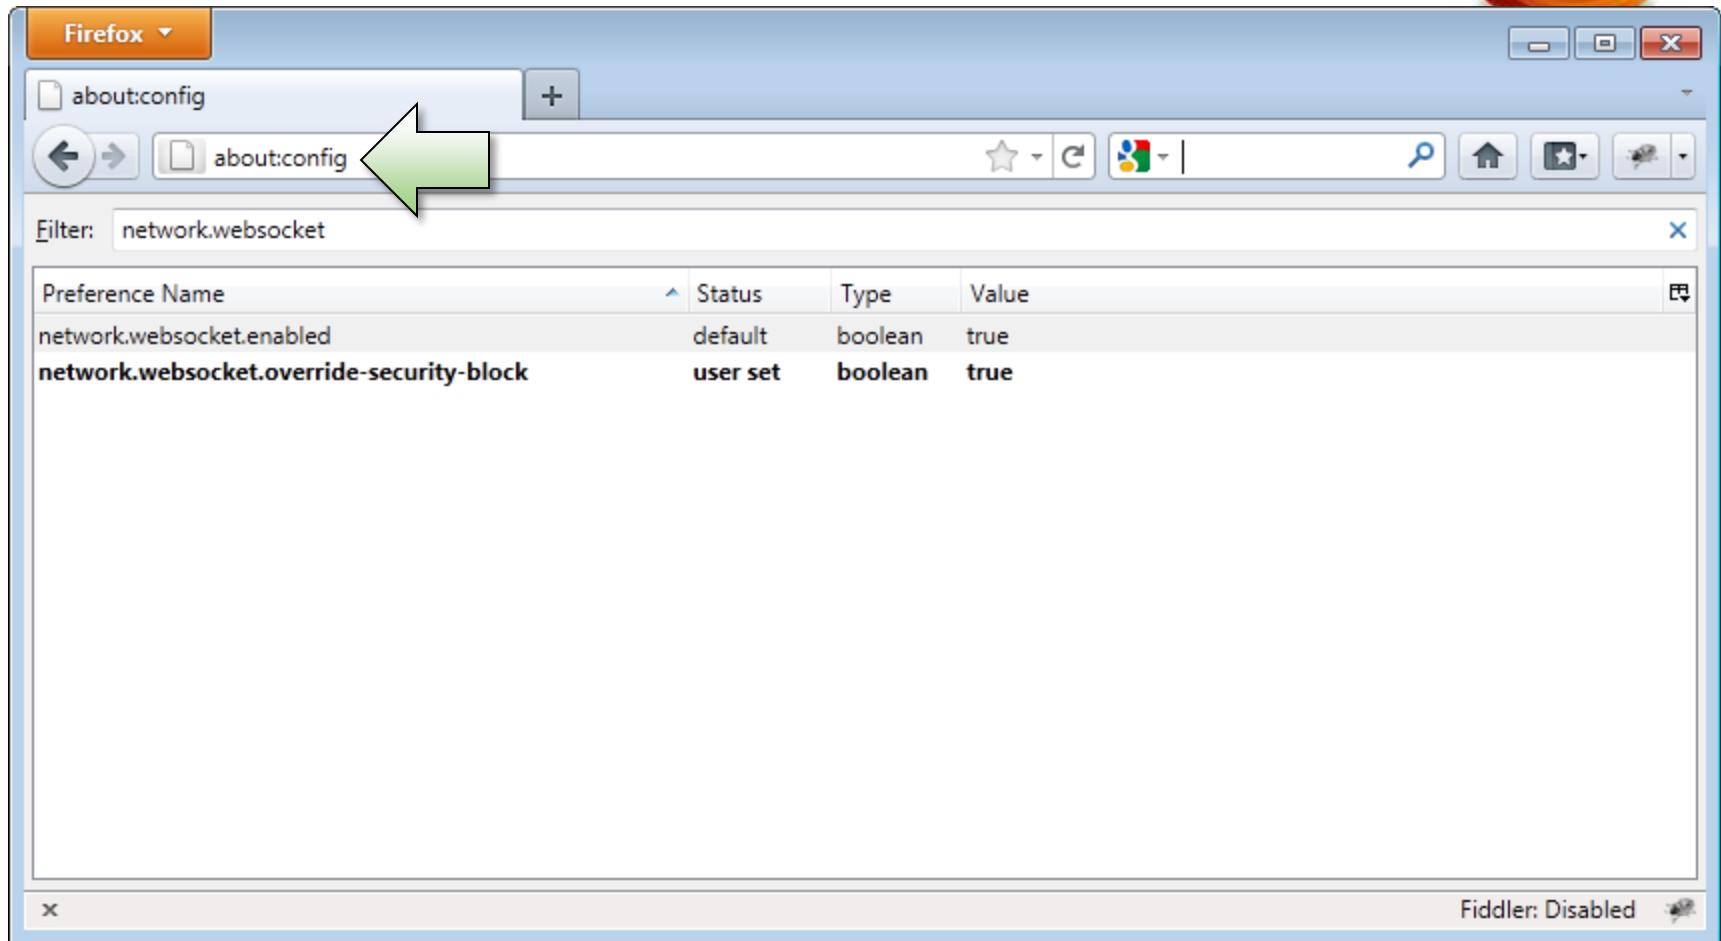 Firefox
about:config
about:config
Filter: network.websocket
Preference Name Status Type Value
network.websocket.enabled default boolean true
network.websocket.override-security-block user set boolean true
Fiddler: Disabled